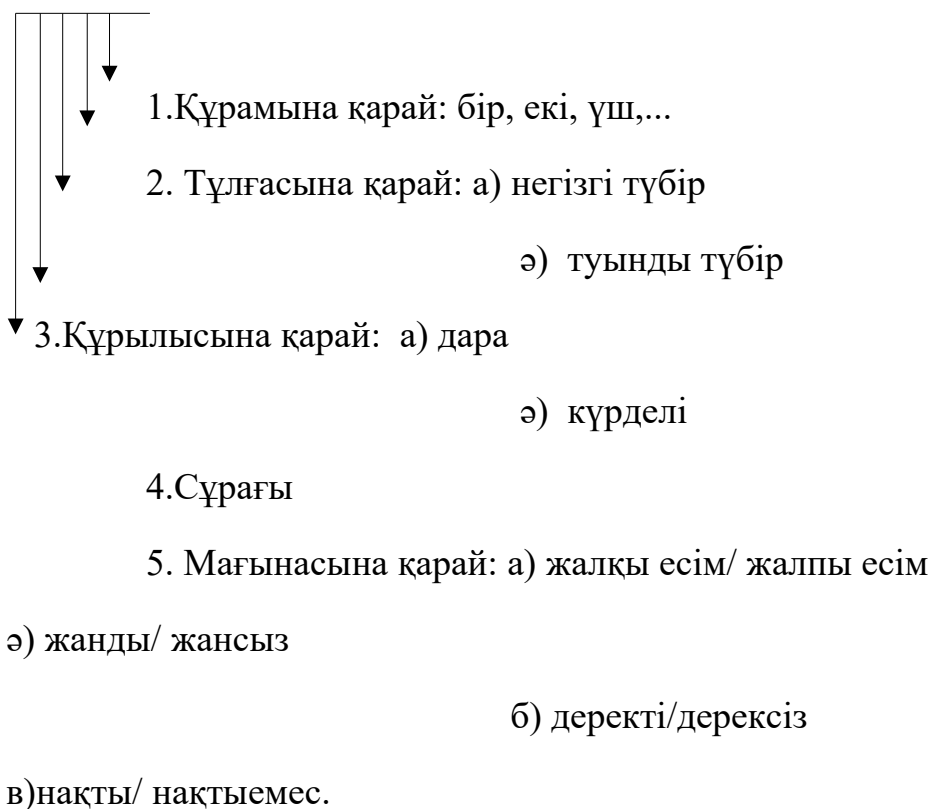 1.Құрамына қарай: бір, екі, үш,...
2. Тұлғасына қарай: а) негізгі түбір
ә) туынды түбір
3.Құрылысына қарай: а) дара
ә) күрделі
4.Сұрағы
5. Мағынасына қарай: а) жалқы есім/ жалпы есім
ә) жанды/ жансыз
б) деректі/дерексіз
в)нақты/ нақтыемес.